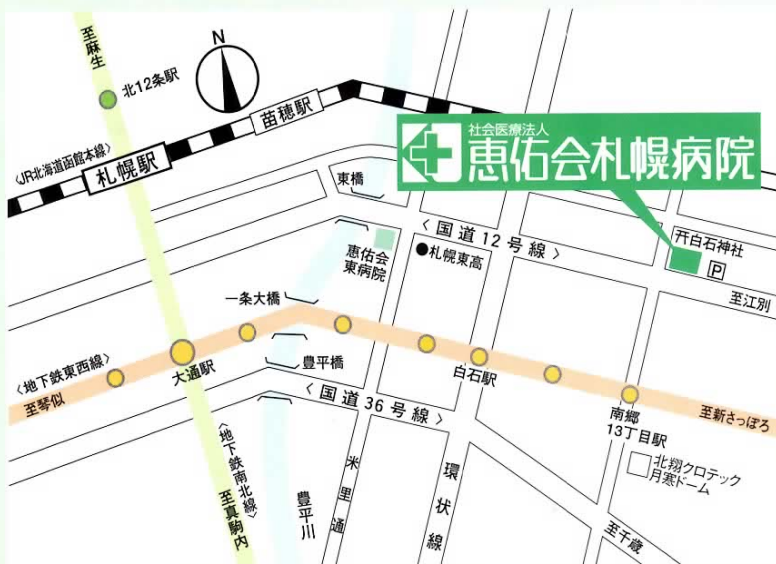 至麻生
北12条駅
N
苗穂駅
〈JR北海道函館本線〉
札幌駅
社会医療法人
恵佑会札幌病院
東橋
〈国道12号線〉
恵佑会
東病院
札幌東高
白石神社
P
至江別
一条大橋
〈地下鉄東西線〉
至琴似
大通駅
豊平橋
白石駅
〈国道36号線〉
南郷
13丁目駅
至新さっぽろ
北翔クロテック
月寒ドーム
〈地下鉄南北線〉
至真駒内
豊平川
米里通
環状線
至千歳